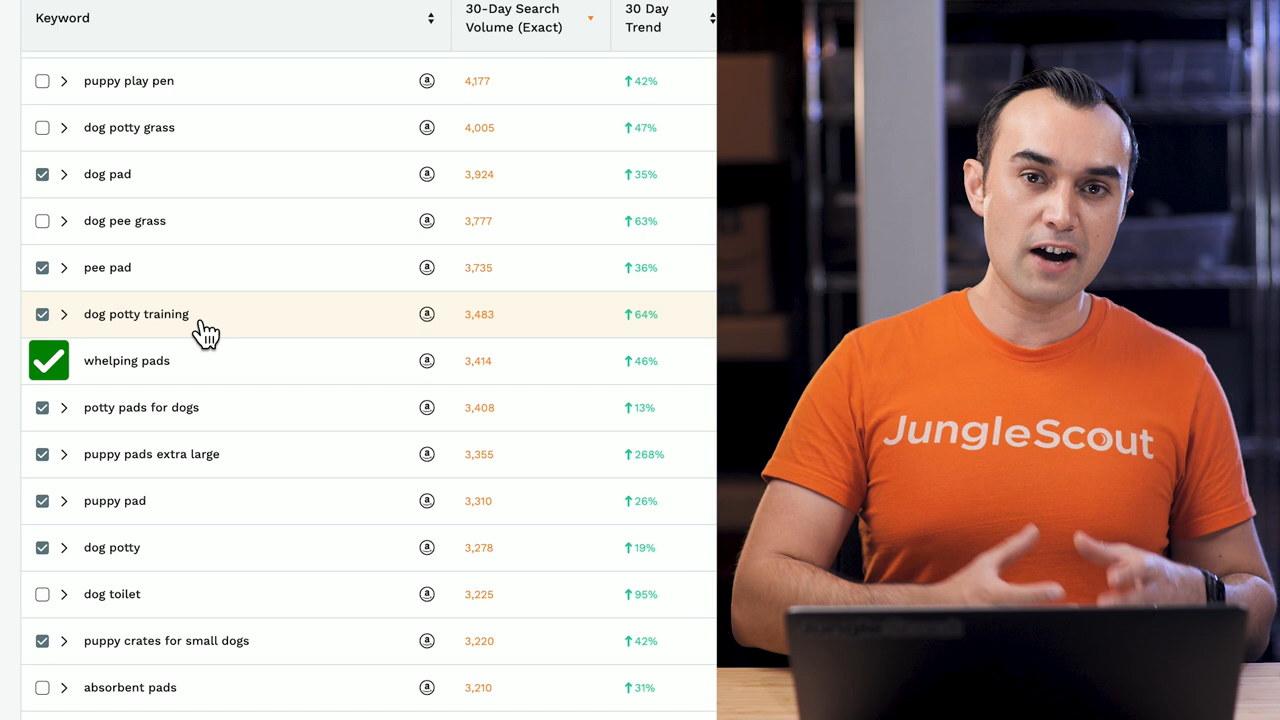 Keyword
30-Day Search
Volume (Exact)
30 Day
Trend
puppy play pen a 4,177 42%
dog potty grass a 4,005 47%
dog pad a 3,924 35%
dog pee grass a 3,777 63%
pee pad a 3,735 36%
dog potty training a 3,483 64%
whelping pads a 3,414 46%
potty pads for dogs a 3,408 13%
puppy pads extra large a 3,355 268%
puppy pad a 3,310 26%
dog potty a 3,278 19%
dog toilet a 3,225 95%
puppy crates for small dogs a 3,220 42%
absorbent pads a 3,210 31%
JungleScout